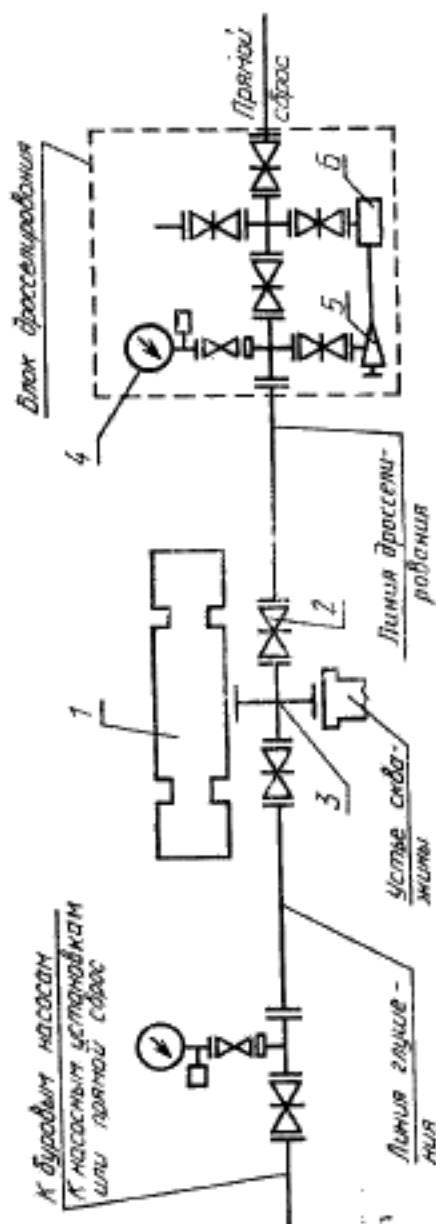 К буровым насосам
К насосным установкам
или прямой сброс
1
4
Блок дросселирования
Прямой
сброс
2
3
5
6
Линия глуше-
ния
Устье сква-
жины
Линия дроссели-
рования